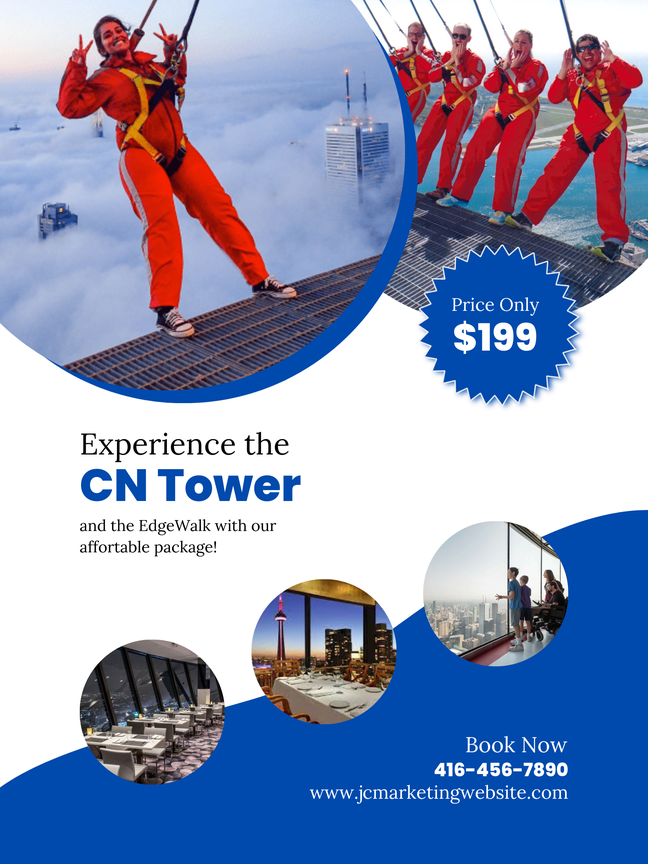 Price Only
$199
Experience the
CN Tower
and the EdgeWalk with our
affortable package!
Book Now
416-456-7890
www.jcmarketingwebsite.com